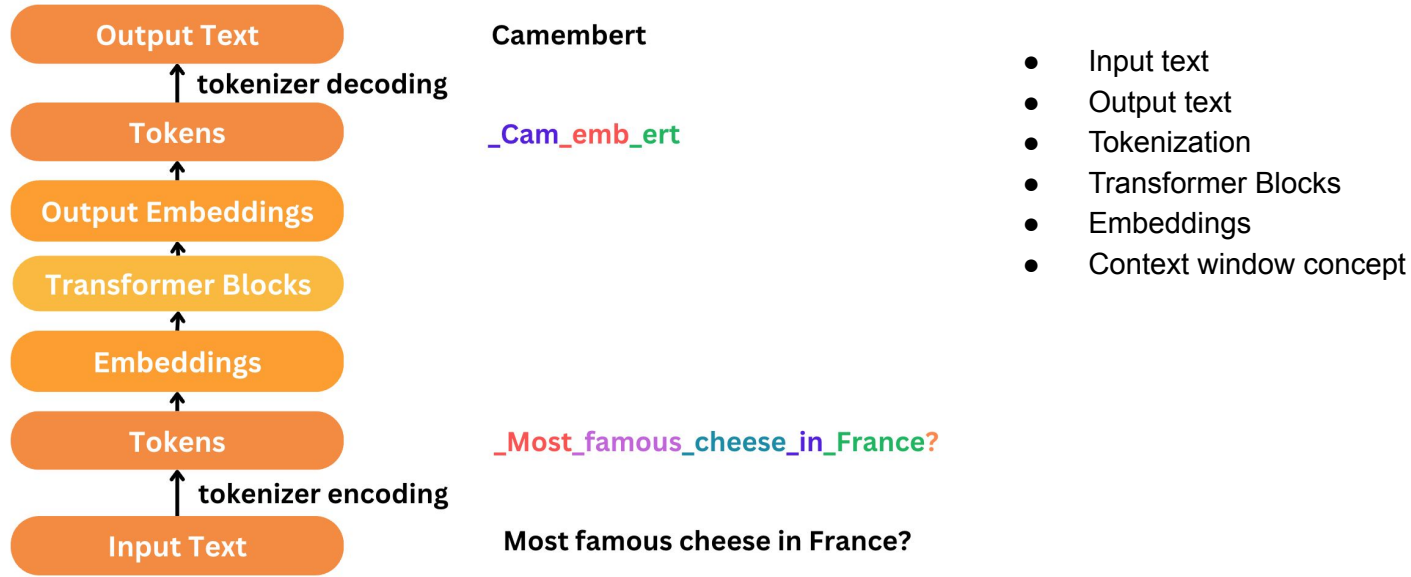 Output Text
Camembert
tokenizer decoding
Tokens
_Cam_emb_ert
Output Embeddings
Transformer Blocks
Embeddings
Tokens
_Most_famous_cheese_in_France?
tokenizer encoding
Input Text
Most famous cheese in France?
● Input text
● Output text
● Tokenization
● Transformer Blocks
● Embeddings
● Context window concept